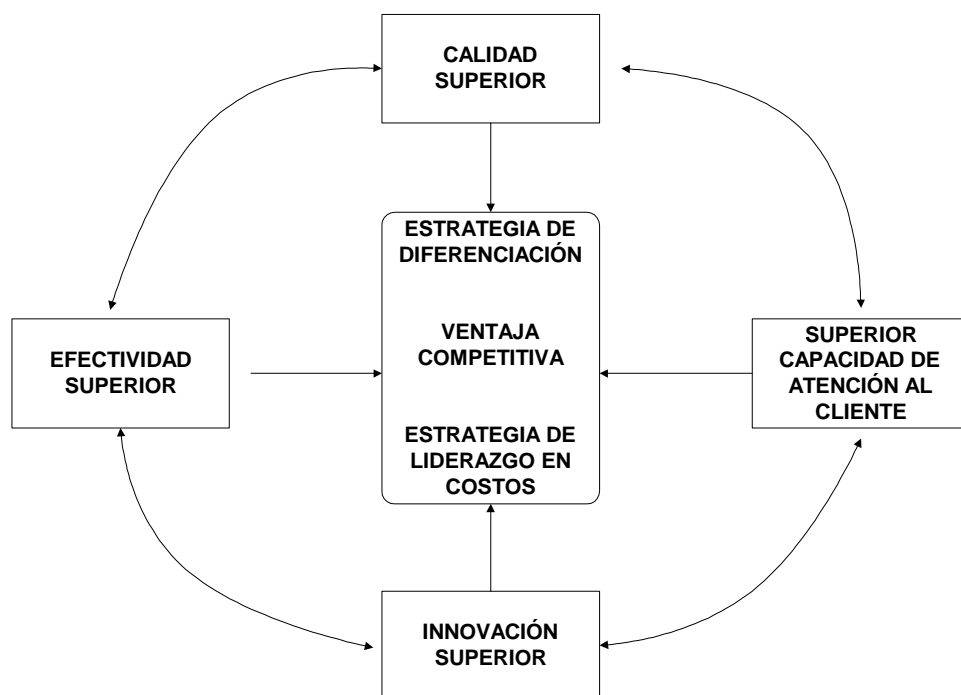 CALIDAD
SUPERIOR
ESTRATEGIA DE
DIFERENCIACIÓN
VENTAJA
COMPETITIVA
ESTRATEGIA DE
LIDERAZGO EN
COSTOS
EFECTIVIDAD
SUPERIOR
SUPERIOR
CAPACIDAD DE
ATENCIÓN AL
CLIENTE
INNOVACIÓN
SUPERIOR